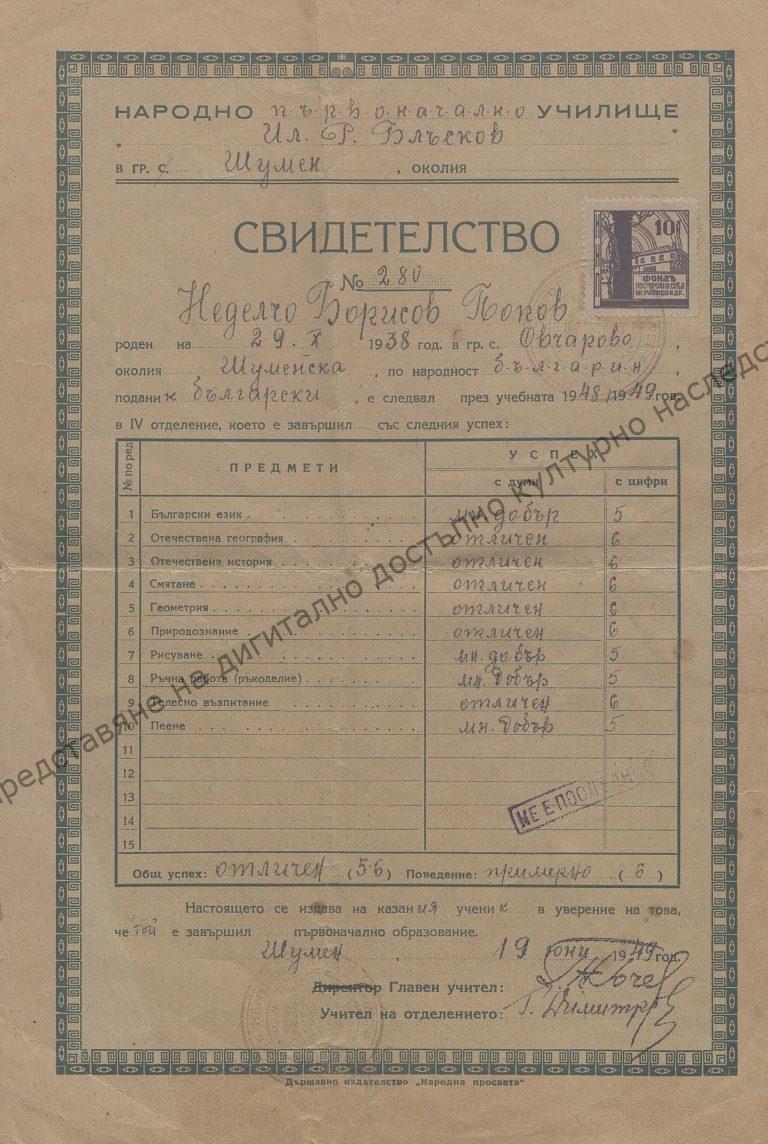 НАРОДНО първоначално УЧИЛИЩЕ
„ Ил. Р. Блъсков "
В ГР. С. Шумен, ОКОЛИЯ
СВИДЕТЕЛСТВО
№ 280
10
ФОНДЪ
Неделчо Борисов Попов
роден на 29. X 1938 год. в гр. с. Овчарово,
околия Шуменска, по народност българин,
подани к български, е следвал през учебната 1948/1949 год.
в IV отделение, което е завършил със следния успех:
№ по ред ПРЕДМЕТИ УСПЕХ
с думи с цифри
1 Български език мн. добър 5
2 Отечествена география отличен 6
3 Отечествена история отличен 6
4 Смятане отличен 6
5 Геометрия отличен 6
6 Природознание отличен 6
7 Рисуване мн. добър 5
8 Ръчна работа (ръкоделие) мн. добър 5
9 Телесно възпитание отличен 6
10 Пеене мн. добър 5
11
12
13
14
15
НЕ Е
Общ успех: отличен (5·6) Поведение: примерно (6)
Настоящето се издава на казания ученик в уверение на това,
че той е завършил първоначално образование.
Шумен, 19 юни 1949 год.
Директор Главен учител:
Учител на отделението: Г. Димитр
Държавно издателство „Народна просвета"
представяне на дигитално достъпно културно наследст